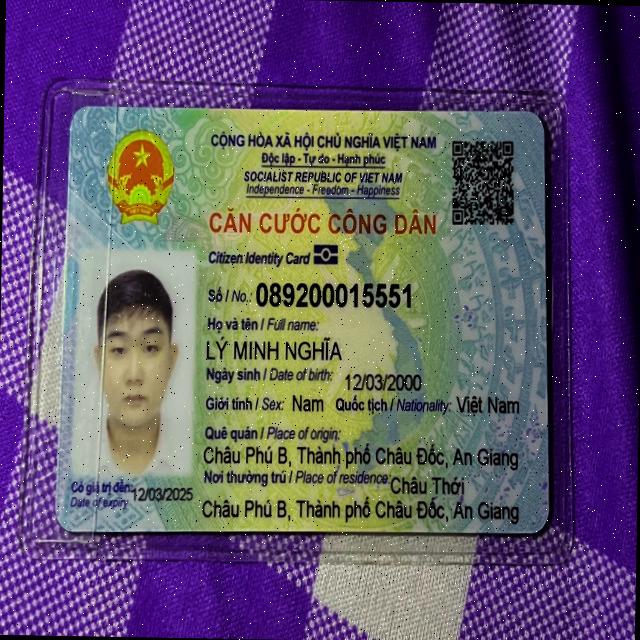 CỘNG HÒA XÃ HỘI CHỦ NGHĨA VIỆT NAM
Độc lập - Tự do - Hạnh phúc
SOCIALIST REPUBLIC OF VIET NAM
Independence - Freedom - Happiness
CĂN CƯỚC CÔNG DÂN
Citizen Identity Card
Số / No.: 089200015551
Họ và tên / Full name:
LÝ MINH NGHĨA
Ngày sinh / Date of birth: 12/03/2000
Giới tính / Sex: Nam Quốc tịch / Nationality: Việt Nam
Quê quán / Place of origin:
Châu Phú B, Thành phố Châu Đốc, An Giang
Nơi thường trú / Place of residence: Châu Thới
Châu Phú B, Thành phố Châu Đốc, An Giang
Có giá trị đến: 12/03/2025
Date of expiry